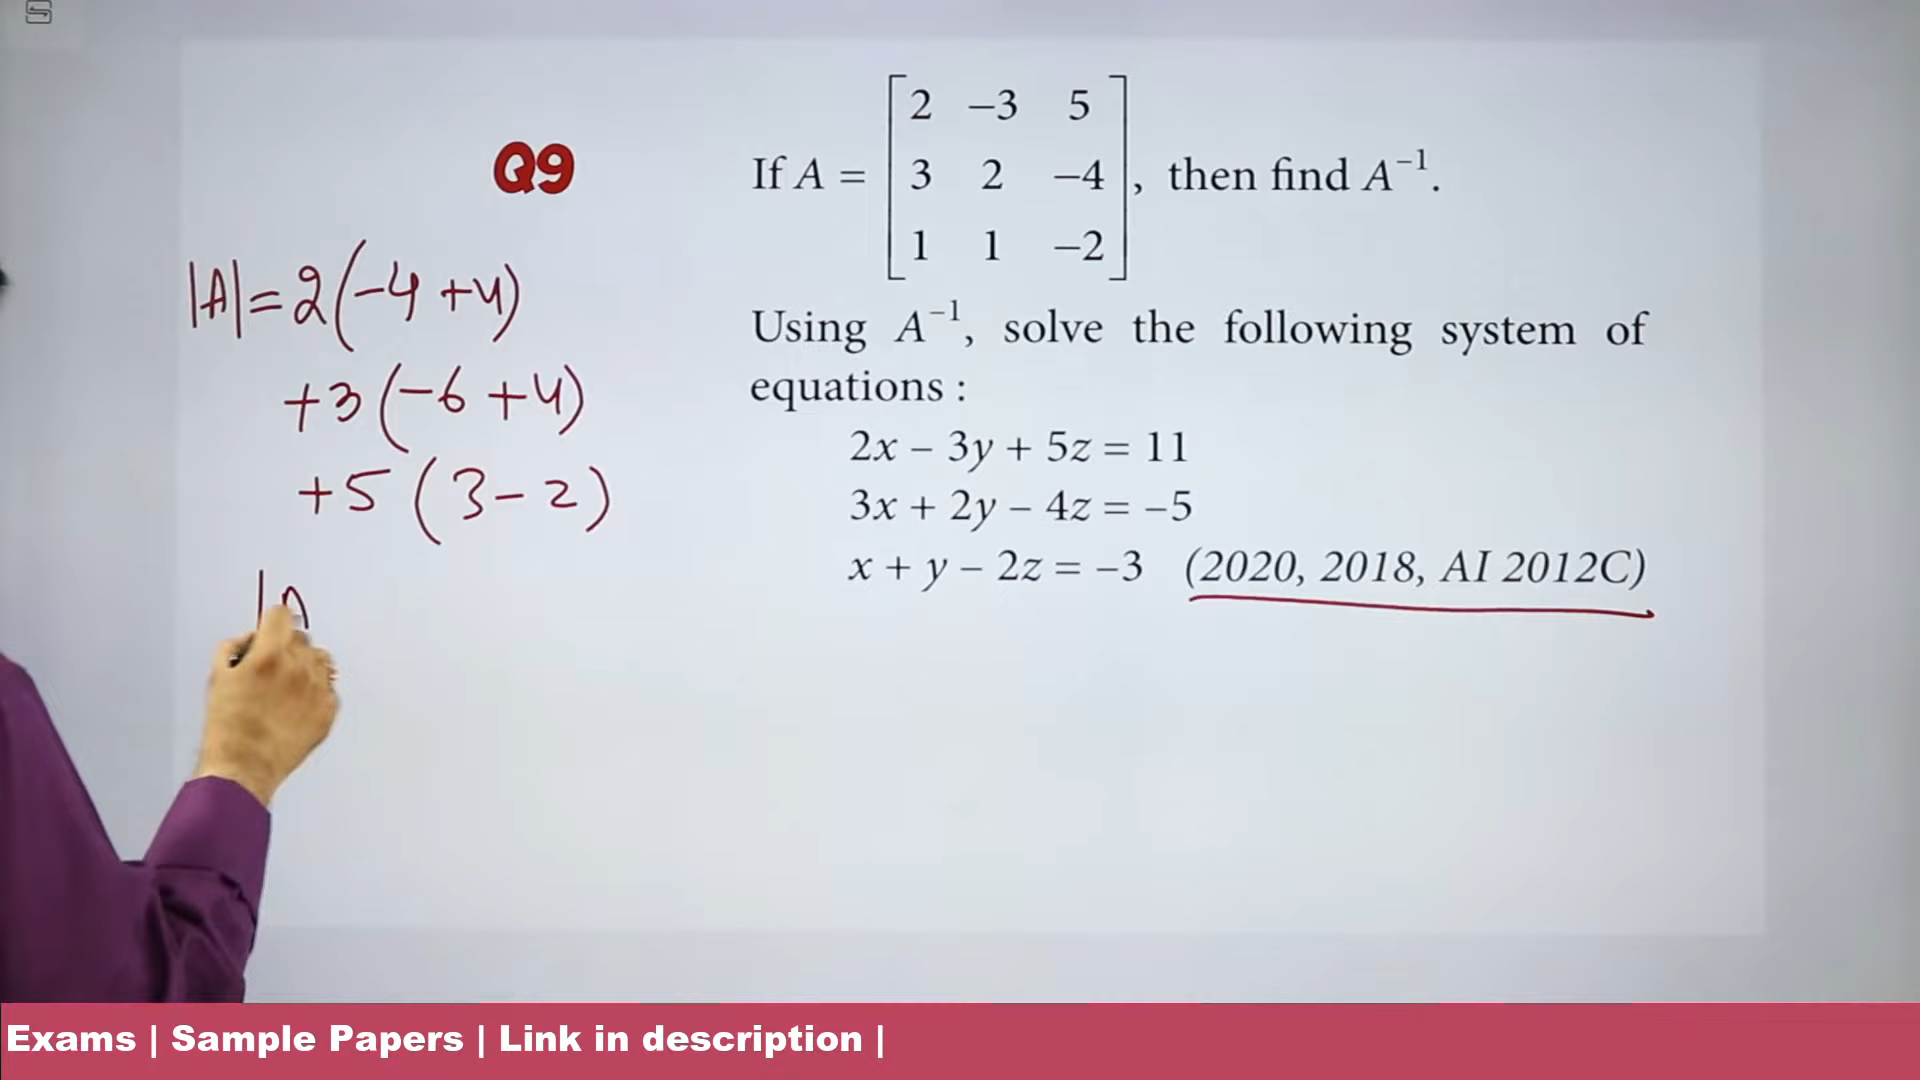 Q9
If A = [2 −3 5
3 2 −4
1 1 −2], then find A⁻¹.
Using A⁻¹, solve the following system of
equations :
2x − 3y + 5z = 11
3x + 2y − 4z = −5
x + y − 2z = −3 (2020, 2018, AI 2012C)
|A| = 2(-4 +4)
+3(-6 +4)
+5(3-2)
|A
Exams | Sample Papers | Link in description |